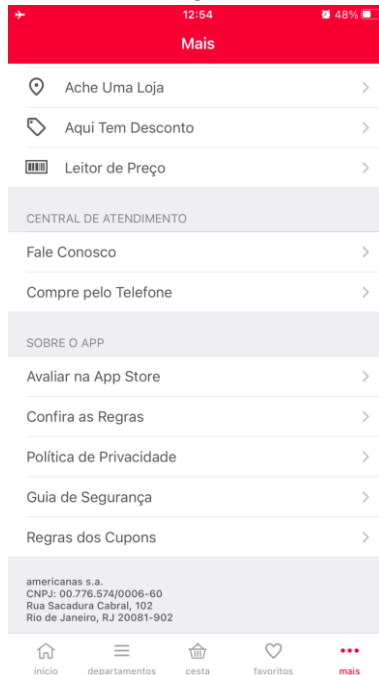 12:54
48%
Mais
Ache Uma Loja
Aqui Tem Desconto
Leitor de Preço
CENTRAL DE ATENDIMENTO
Fale Conosco
Compre pelo Telefone
SOBRE O APP
Avaliar na App Store
Confira as Regras
Política de Privacidade
Guia de Segurança
Regras dos Cupons
americanas s.a.
CNPJ: 00.776.574/0006-60
Rua Sacadura Cabral, 102
Rio de Janeiro, RJ 20081-902
início departamentos cesta favoritos mais